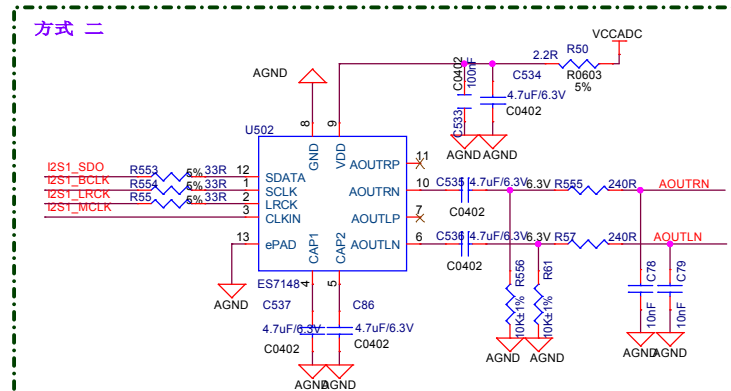 方式 二
VCCADC
2.2R
R50
R0603
5%
AGND
C0402
100nF
C533
C534
4.7uF/6.3V
C0402
AGND
AGND
U502
8
9
GND
VDD
I2S1_SDO
R553
5%
33R
12
SDATA
I2S1_BCLK
R554
5%
33R
1
SCLK
I2S1_LRCK
R55
5%
33R
2
LRCK
I2S1_MCLK
3
CLKIN
13
ePAD
AGND
CAP1
CAP2
AOUTRP
11
AOUTRN
10
AOUTLP
7
AOUTLN
6
ES7148
4
5
C535
4.7uF/6.3V
C0402
6.3V
R555
240R
AOUTRN
C536
4.7uF/6.3V
C0402
6.3V
R57
240R
AOUTLN
C537
4.7uF/6.3V
C0402
AGND
C86
4.7uF/6.3V
C0402
AGND
R556
10K±1%
AGND
R61
10K±1%
AGND
C78
10nF
AGND
C79
10nF
AGND